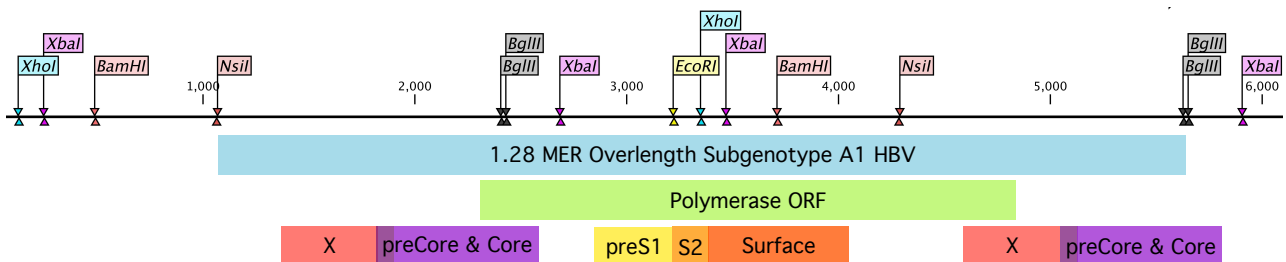 XhoI
XbaI BglII XbaI BglII
XhoI BamHI NsiI BglII XbaI EcoRI BamHI NsiI BglII XbaI
1,000 2,000 3,000 4,000 5,000 6,000
1.28 MER Overlength Subgenotype A1 HBV
Polymerase ORF
X preCore & Core preS1 S2 Surface X preCore & Core